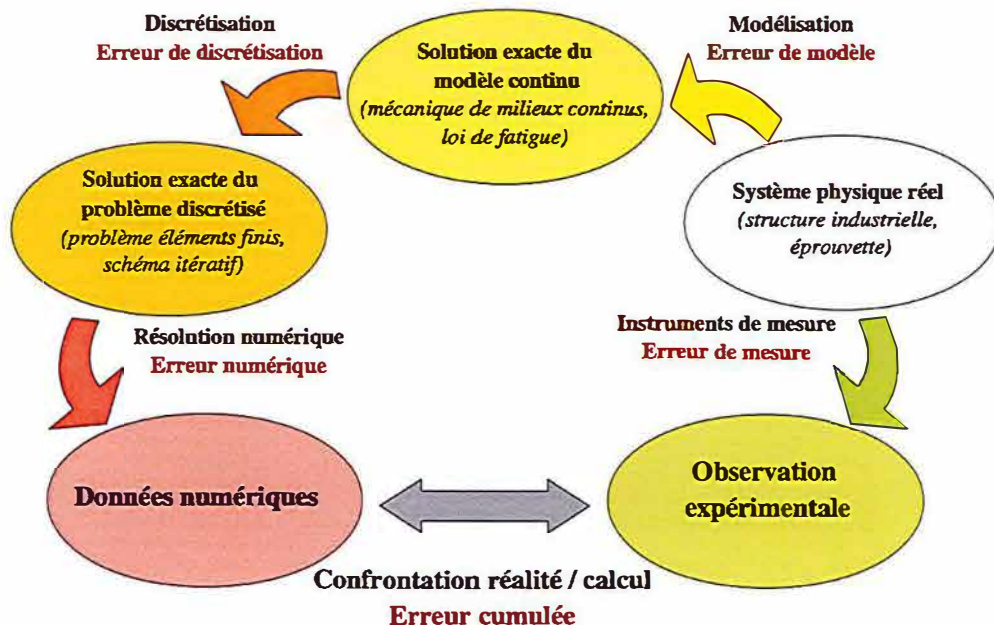 Discrétisation
Erreur de discrétisation
Solution exacte du
modèle continu
(mécanique de milieux continus,
loi de fatigue)
Modélisation
Erreur de modèle
Solution exacte du
problème discrétisé
(problème éléments finis,
schéma itératif)
Système physique réel
(structure industrielle,
éprouvette)
Résolution numérique
Erreur numérique
Instruments de mesure
Erreur de mesure
Données numériques
Observation
expérimentale
Confrontation réalité / calcul
Erreur cumulée